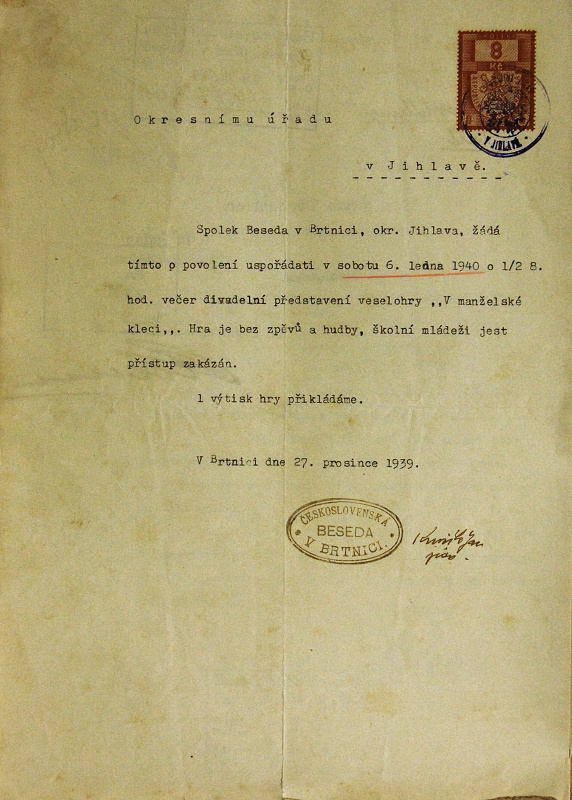 8
Kč
V JIHLAVĚ
Okresnímu úřadu
v Jihlavě.
Spolek Beseda v Brtnici, okr. Jihlava, žádá
tímto o povolení uspořádati v sobotu 6. ledna 1940 o 1/2 8.
hod. večer divadelní představení veselohry ,,V manželské
kleci,,. Hra je bez zpěvů a hudby, školní mládeži jest
přístup zakázán.
1 výtisk hry přikládáme.
V Brtnici dne 27. prosince 1939.
ČESKOSLOVENSKÁ
BESEDA
V BRTNICI.